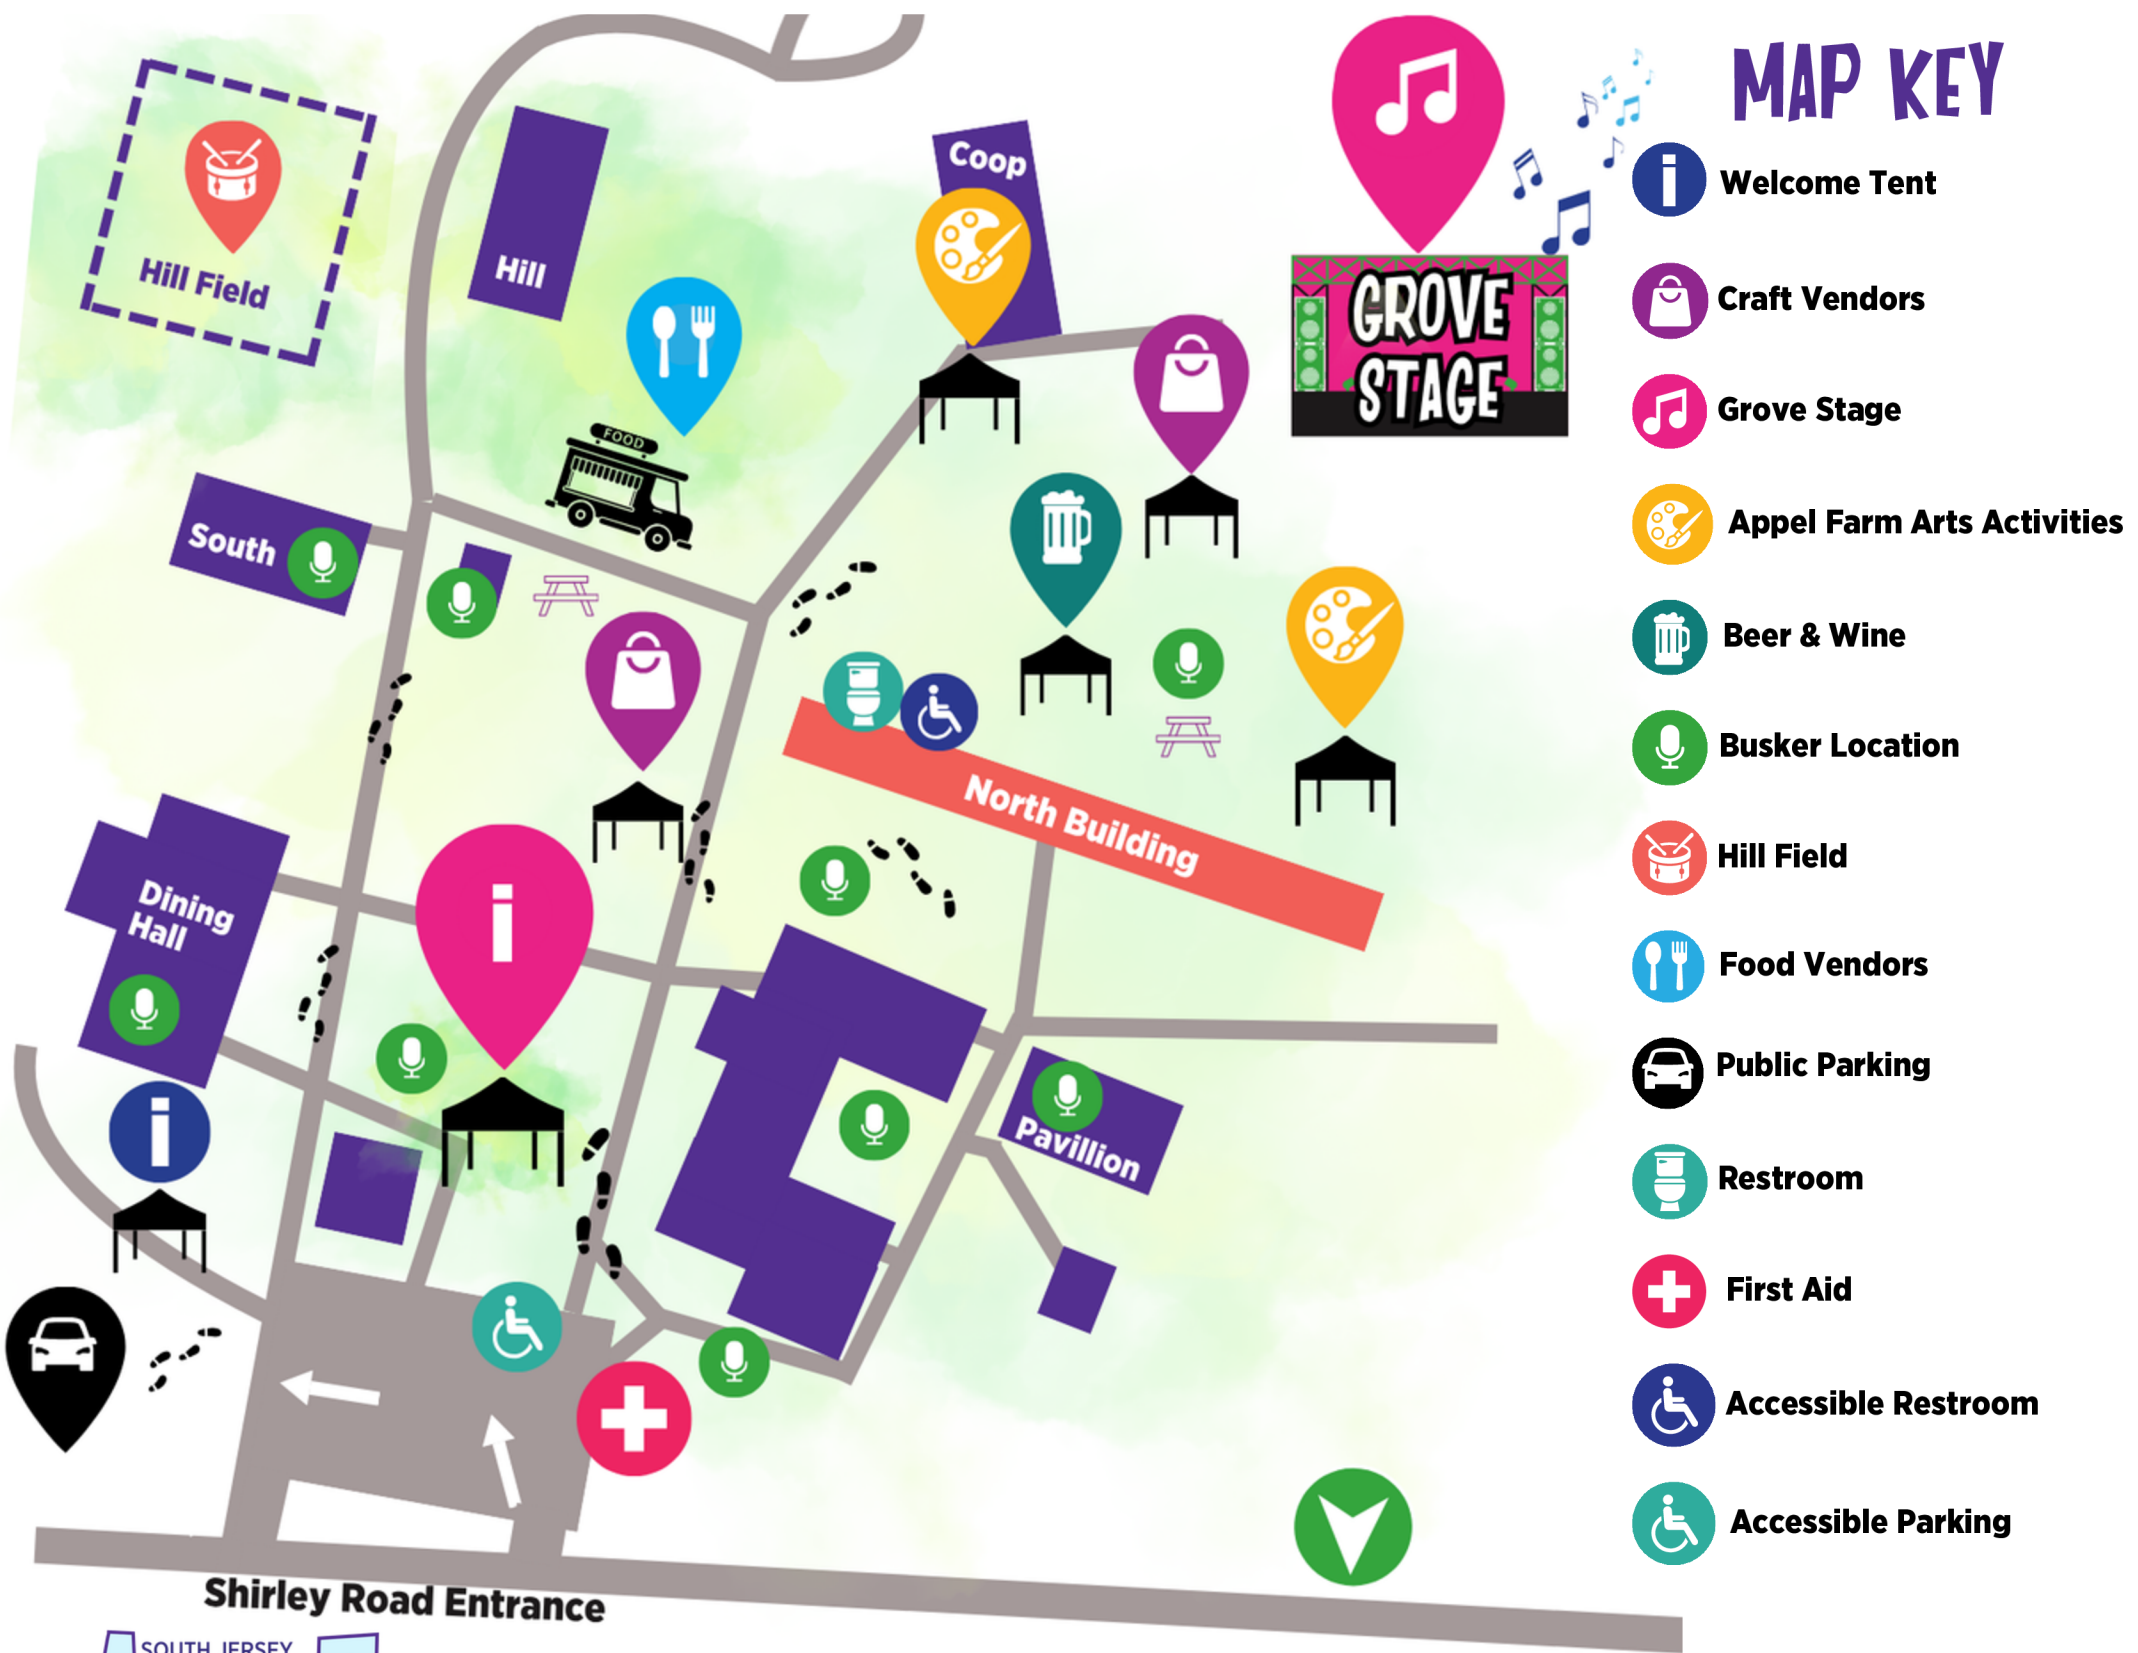 MAP KEY
Welcome Tent
Craft Vendors
Grove Stage
Appel Farm Arts Activities
Beer & Wine
Busker Location
Hill Field
Food Vendors
Public Parking
Restroom
First Aid
Accessible Restroom
Accessible Parking
Hill Field
Hill
Coop
GROVE
STAGE
FOOD
South
North Building
Dining
Hall
Pavillion
Shirley Road Entrance
SOUTH JERSEY